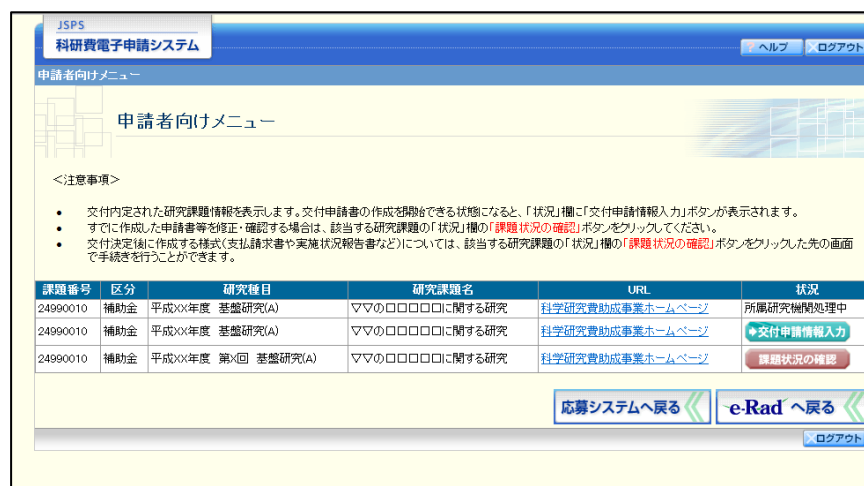 JSPS
科研費電子申請システム
ヘルプ ログアウト
申請者向けメニュー
申請者向けメニュー
＜注意事項＞
• 交付内定された研究課題情報を表示します。交付申請書の作成を開始できる状態になると、「状況」欄に「交付申請情報入力」ボタンが表示されます。
• すでに作成した申請書等を修正・確認する場合は、該当する研究課題の「状況」欄の「課題状況の確認」ボタンをクリックしてください。
• 交付決定後に作成する様式(支払請求書や実施状況報告書など)については、該当する研究課題の「状況」欄の「課題状況の確認」ボタンをクリックした先の画面
で手続きを行うことができます。
課題番号 区分 研究種目 研究課題名 URL 状況
24990010 補助金 平成XX年度 基盤研究(A) ▽▽の□□□□□に関する研究 科学研究費助成事業ホームページ 所属研究機関処理中
24990010 補助金 平成XX年度 基盤研究(A) ▽▽の□□□□□に関する研究 科学研究費助成事業ホームページ 交付申請情報入力
24990010 補助金 平成XX年度 第X回 基盤研究(A) ▽▽の□□□□□に関する研究 科学研究費助成事業ホームページ 課題状況の確認
応募システムへ戻る e-Rad へ戻る
ログアウト